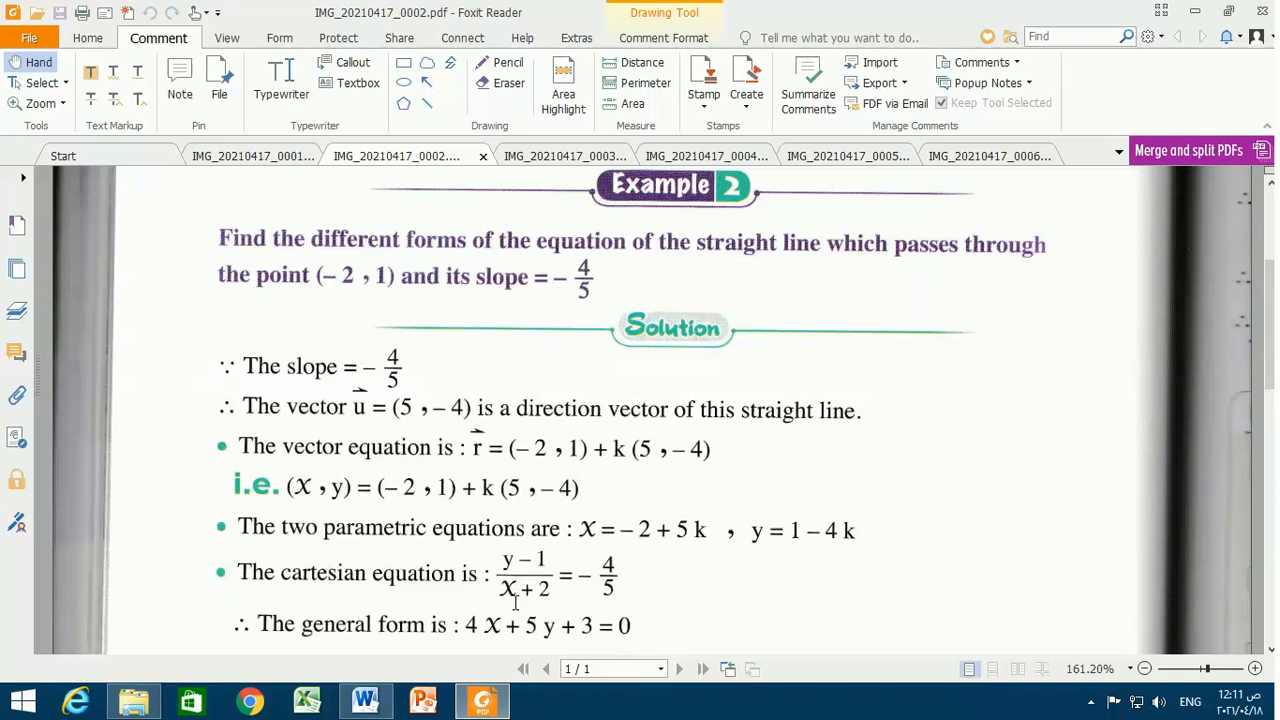 IMG_20210417_0002.pdf - Foxit Reader
Drawing Tool
File Home Comment View Form Protect Share Connect Help Extras Comment Format Tell me what you want to do... Find
Hand
Select
Zoom
Tools
Text Markup
Note
File
Pin
Typewriter
Callout
Textbox
Typewriter
Pencil
Eraser
Drawing
Area Highlight
Distance
Perimeter
Area
Measure
Stamp
Create
Stamps
Summarize Comments
Import
Export
FDF via Email
Comments
Popup Notes
Keep Tool Selected
Manage Comments
Start IMG_20210417_0001... IMG_20210417_0002.... IMG_20210417_0003... IMG_20210417_0004... IMG_20210417_0005... IMG_20210417_0006... Merge and split PDFs
Example 2
Find the different forms of the equation of the straight line which passes through
the point (– 2 , 1) and its slope = – 4/5
Solution
∵ The slope = – 4/5
∴ The vector u⃗ = (5 , – 4) is a direction vector of this straight line.
• The vector equation is : r⃗ = (– 2 , 1) + k (5 , – 4)
i.e. (X , y) = (– 2 , 1) + k (5 , – 4)
• The two parametric equations are : X = – 2 + 5 k , y = 1 – 4 k
• The cartesian equation is : (y – 1)/(X + 2) = – 4/5
∴ The general form is : 4 X + 5 y + 3 = 0
1 / 1
161.20%
ENG
12:11 ص
٢٠٢١/٠٤/١٨